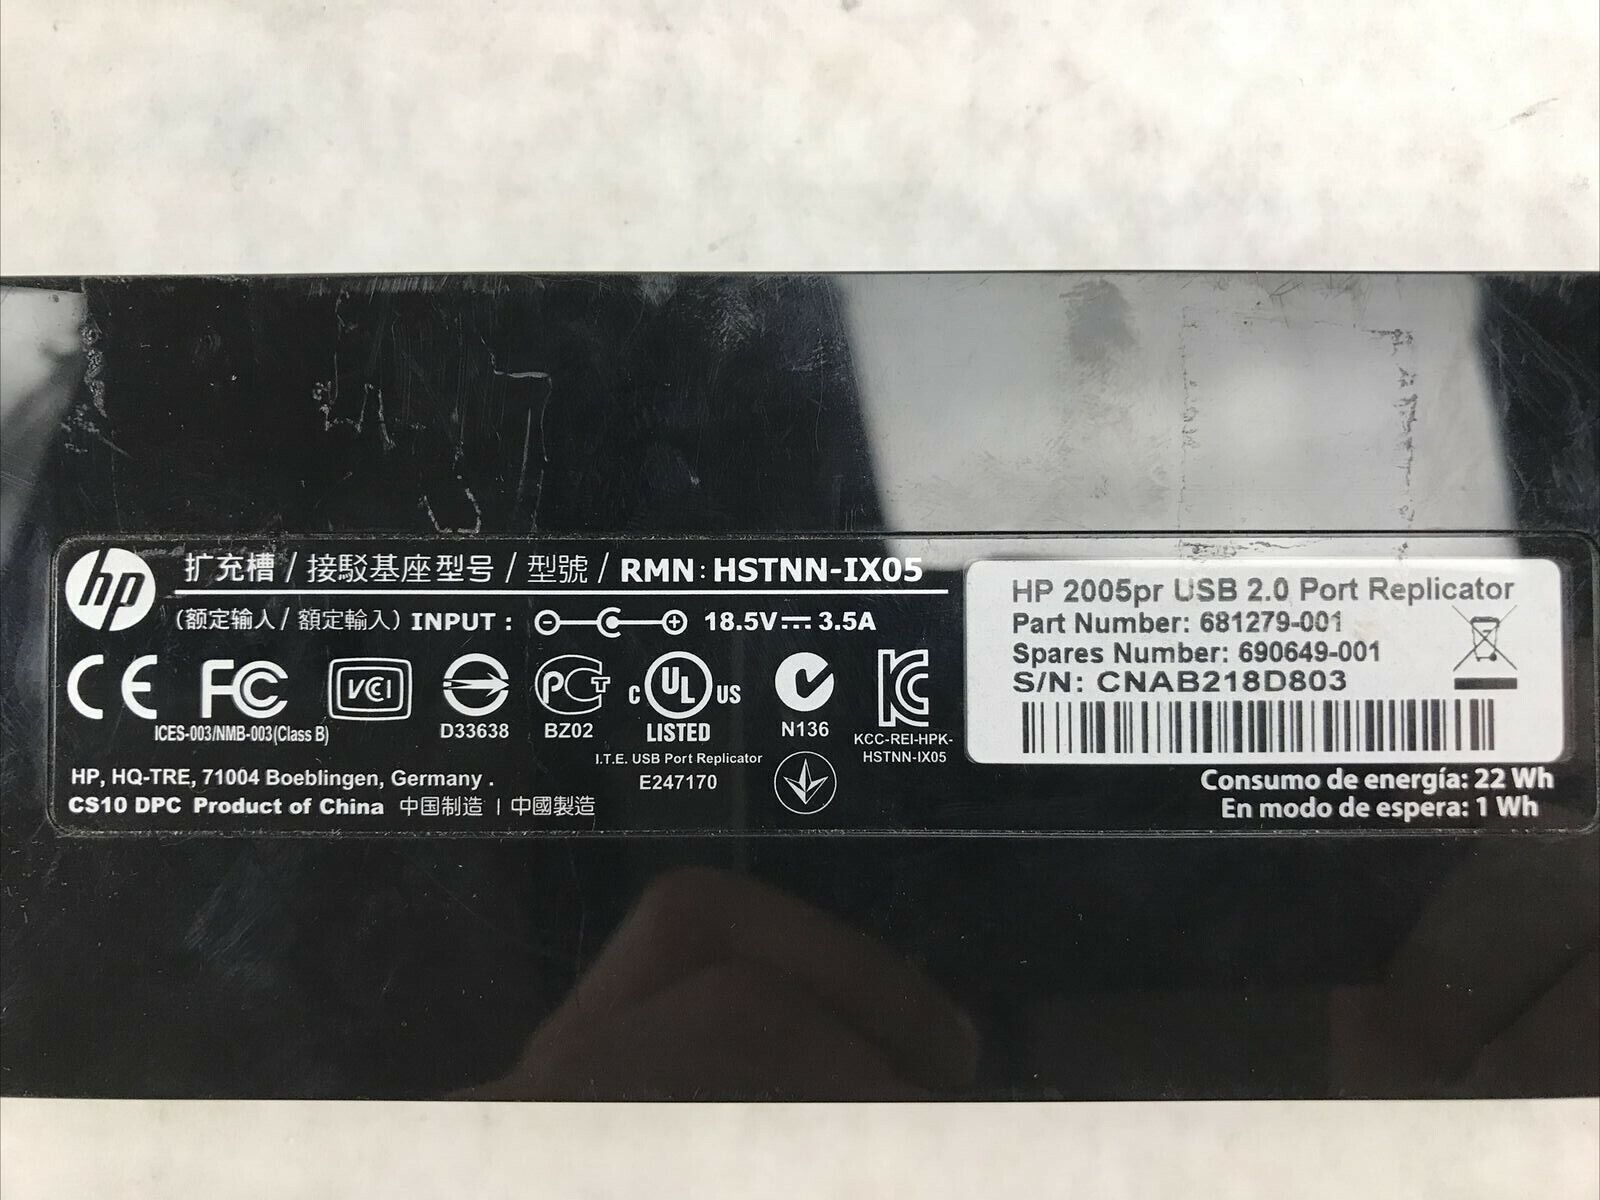 hp
扩充槽 / 接駁基座型号 / 型號 / RMN: HSTNN-IX05
(额定输入 / 額定輸入) INPUT : 18.5V 3.5A
CE FC VCCI PCT C UL US KC
ICES-003/NMB-003(Class B) D33638 BZ02 LISTED N136 KCC-REI-HPK-
HSTNN-IX05
I.T.E. USB Port Replicator
E247170
HP, HQ-TRE, 71004 Boeblingen, Germany .
CS10 DPC Product of China 中国制造 | 中國製造
HP 2005pr USB 2.0 Port Replicator
Part Number: 681279-001
Spares Number: 690649-001
S/N: CNAB218D803
Consumo de energía: 22 Wh
En modo de espera: 1 Wh